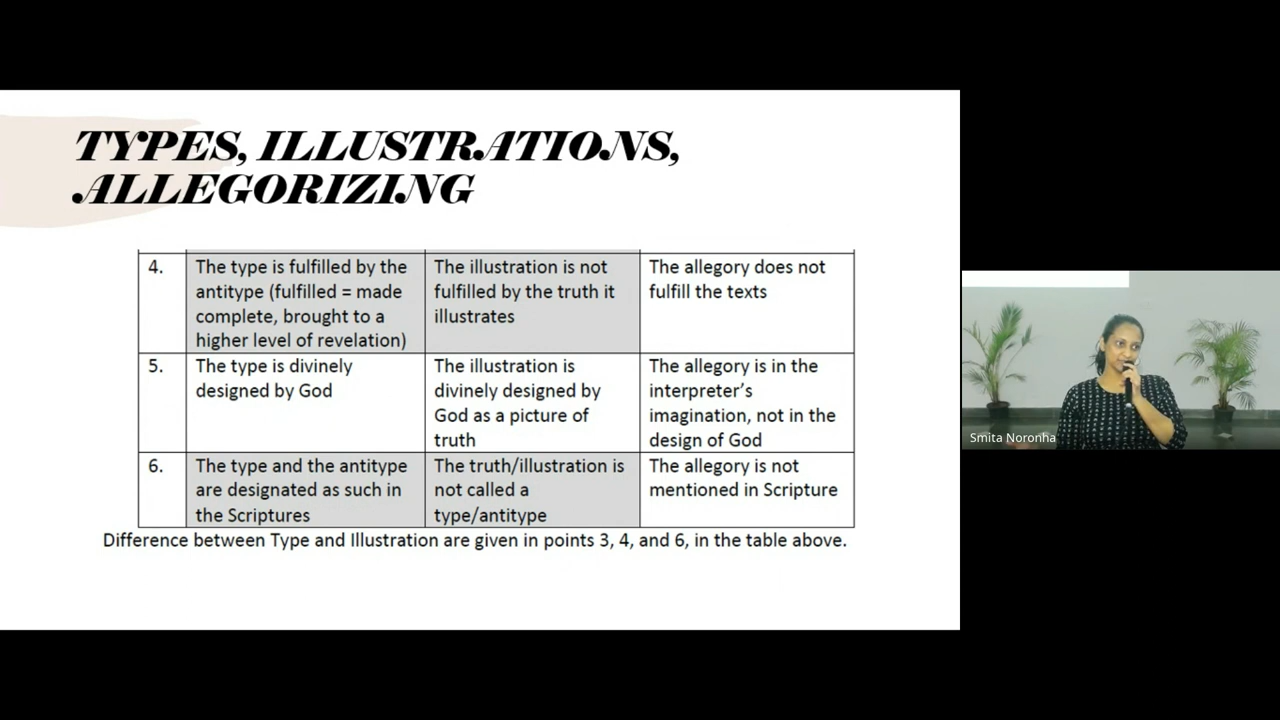 TYPES, ILLUSTRATIONS,
ALLEGORIZING
4.
The type is fulfilled by the
antitype (fulfilled = made
complete, brought to a
higher level of revelation)
The illustration is not
fulfilled by the truth it
illustrates
The allegory does not
fulfill the texts
5.
The type is divinely
designed by God
The illustration is
divinely designed by
God as a picture of
truth
The allegory is in the
interpreter's
imagination, not in the
design of God
6.
The type and the antitype
are designated as such in
the Scriptures
The truth/illustration is
not called a
type/antitype
The allegory is not
mentioned in Scripture
Difference between Type and Illustration are given in points 3, 4, and 6, in the table above.
Smita Noronha